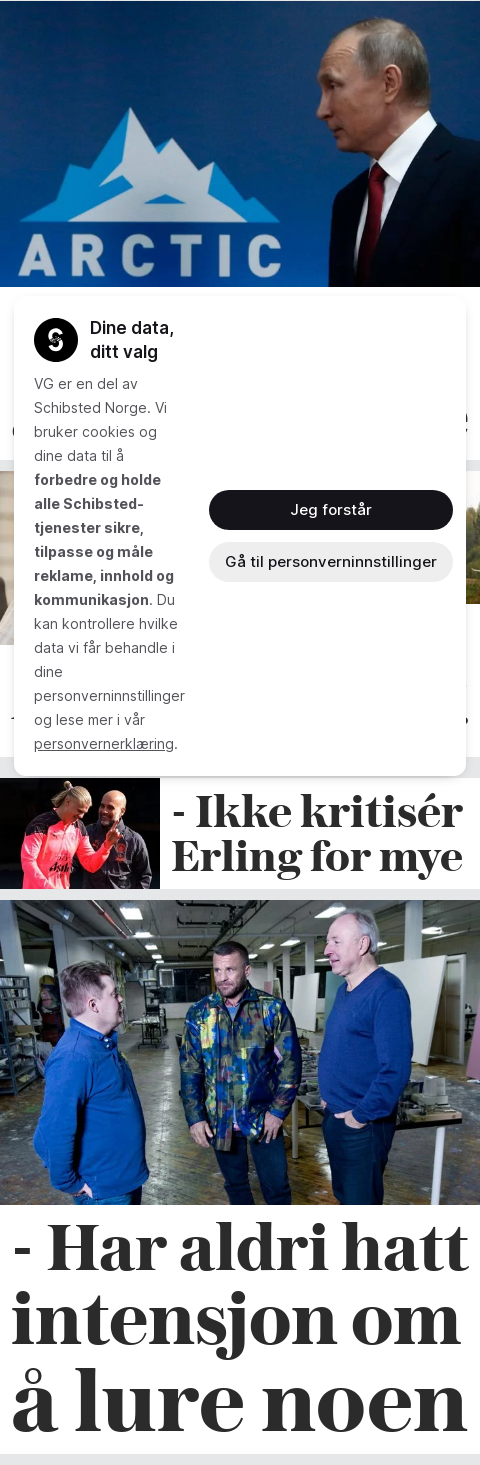 ARCTIC
Dine data,
ditt valg
VG er en del av
Schibsted Norge. Vi
bruker cookies og
dine data til å
forbedre og holde
alle Schibsted-
tjenester sikre,
tilpasse og måle
reklame, innhold og
kommunikasjon. Du
kan kontrollere hvilke
data vi får behandle i
dine
personverninnstillinger
og lese mer i vår
personvernerklæring.
Jeg forstår
Gå til personverninnstillinger
- Ikke kritisér
Erling for mye
- Har aldri hatt
intensjon om
å lure noen